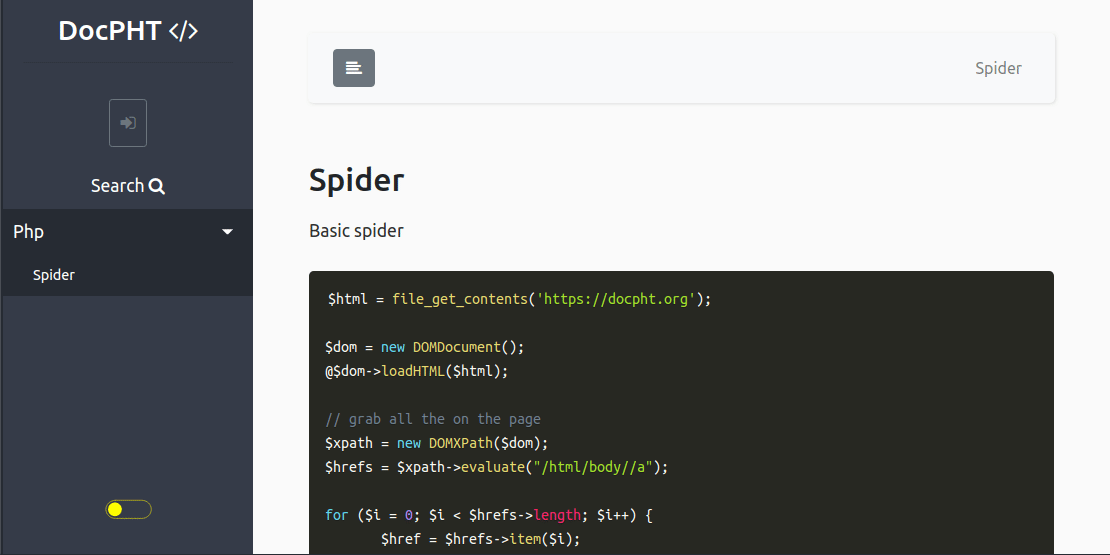 DocPHT </>
Search
Php
Spider
Spider
Spider
Basic spider
$html = file_get_contents('https://docpht.org');
$dom = new DOMDocument();
@$dom->loadHTML($html);
// grab all the on the page
$xpath = new DOMXPath($dom);
$hrefs = $xpath->evaluate("/html/body//a");
for ($i = 0; $i < $hrefs->length; $i++) {
$href = $hrefs->item($i);